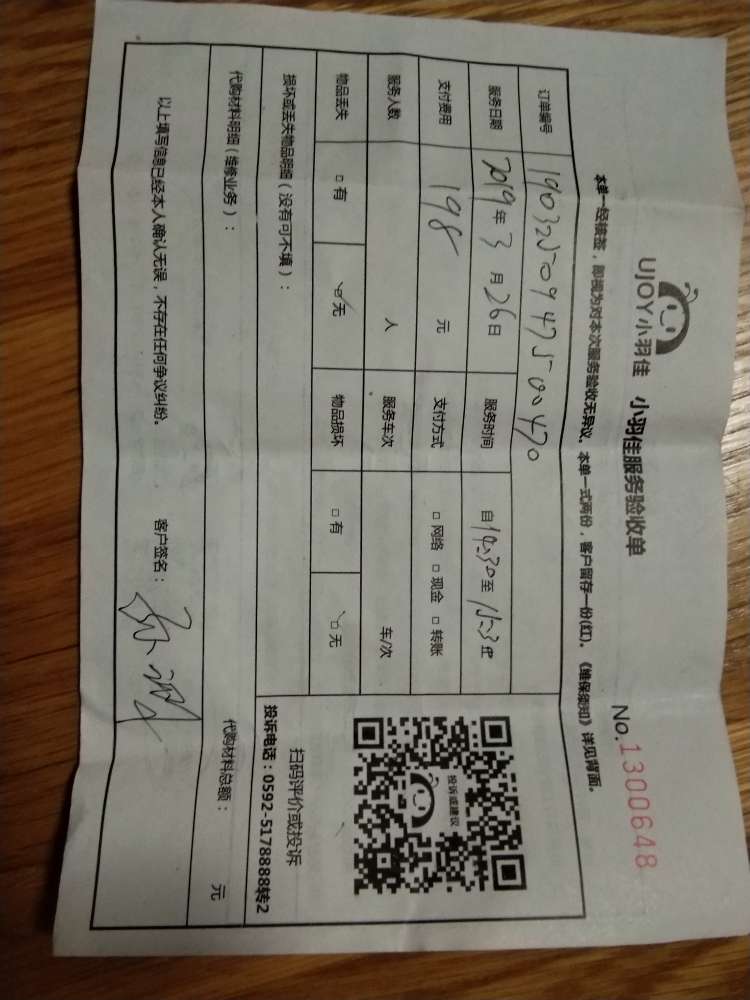 UJOY小羽佳 小羽佳服务验收单 No.1300648
本单一经接签，即视为对本次服务验收无异议。本单一式两份，客户留存一份(红)。《维保须知》详见背面。
订单编号 1903250947500470
服务日期 2019年3月26日 服务时间 自14:30至15:30
支付费用 198 元 支付方式 □网络 □现金 □转账
服务人数 人 服务车次 车/次
物品丢失 □有 ☑无 物品损坏 □有 ☑无
损坏或丢失物品明细（没有可不填）：
代购材料明细（维修业务）： 代购材料总额： 元
以上填写信息已经本人确认无误，不存在任何争议纠纷。 客户签名：
投诉或建议
扫码评价或投诉
投诉电话：0592-5178888转2